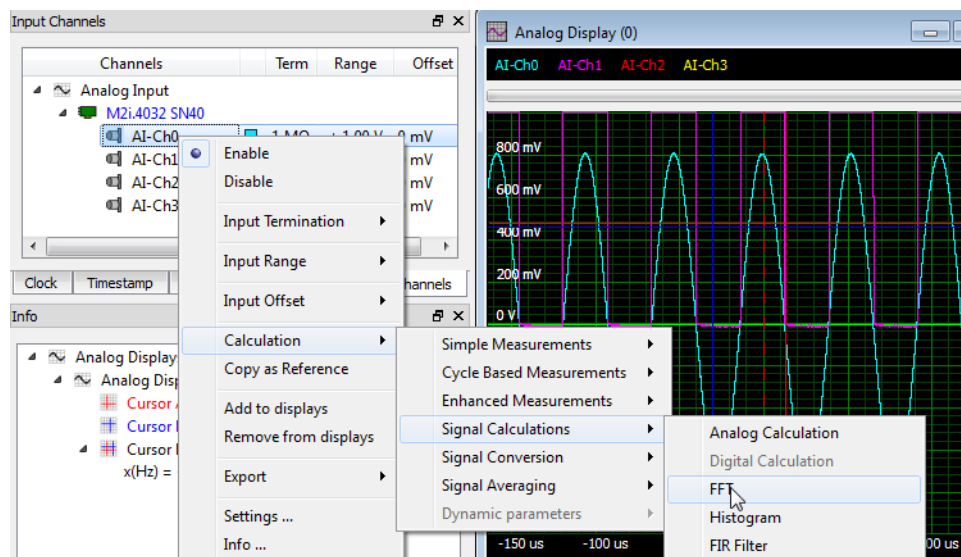 Input Channels
Channels Term Range Offset
Analog Input
M2i.4032 SN40
AI-Ch0 1 MO ± 1.00 V 0 mV
AI-Ch1 mV
AI-Ch2 mV
AI-Ch3 mV
Clock Timestamp hannels
Info
Analog Display
Analog Disp
Cursor
Cursor
Cursor
x(Hz) =
Enable
Disable
Input Termination
Input Range
Input Offset
Calculation
Copy as Reference
Add to displays
Remove from displays
Export
Settings ...
Info ...
Simple Measurements
Cycle Based Measurements
Enhanced Measurements
Signal Calculations
Signal Conversion
Signal Averaging
Dynamic parameters
Analog Calculation
Digital Calculation
FFT
Histogram
FIR Filter
Analog Display (0)
AI-Ch0 AI-Ch1 AI-Ch2 AI-Ch3
800 mV
600 mV
400 mV
200 mV
0 V
-150 us -100 us 00 us